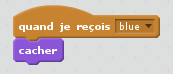 quand je reçois blue
cacher